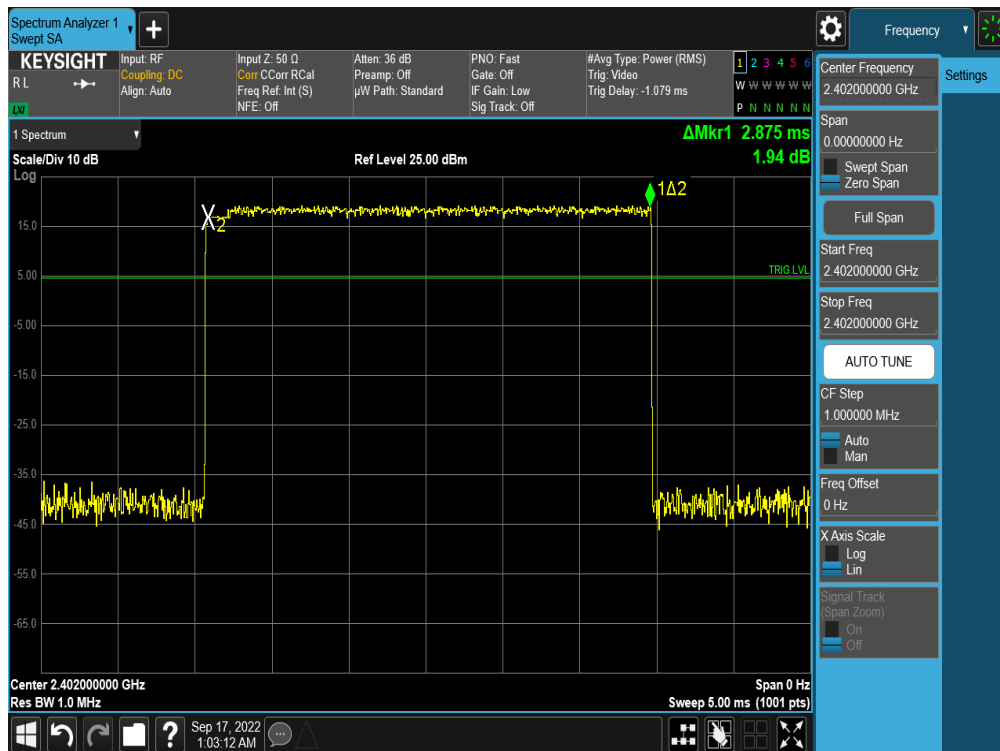 Spectrum Analyzer 1
Swept SA
Frequency
KEYSIGHT
R L
LXI
Input: RF
Coupling: DC
Align: Auto
Input Z: 50 Ω
Corr CCorr RCal
Freq Ref: Int (S)
NFE: Off
Atten: 36 dB
Preamp: Off
µW Path: Standard
PNO: Fast
Gate: Off
IF Gain: Low
Sig Track: Off
#Avg Type: Power (RMS)
Trig: Video
Trig Delay: -1.079 ms
1 2 3 4 5 6
W W W W W W
P N N N N N
1 Spectrum
ΔMkr1 2.875 ms
1.94 dB
Scale/Div 10 dB
Ref Level 25.00 dBm
Log
1Δ2
X2
15.0
5.00
TRIG LVL
-5.00
-15.0
-25.0
-35.0
-45.0
-55.0
-65.0
Center 2.402000000 GHz
Span 0 Hz
Res BW 1.0 MHz
Sweep 5.00 ms (1001 pts)
Sep 17, 2022
1:03:12 AM
Center Frequency
2.402000000 GHz
Settings
Span
0.00000000 Hz
Swept Span
Zero Span
Full Span
Start Freq
2.402000000 GHz
Stop Freq
2.402000000 GHz
AUTO TUNE
CF Step
1.000000 MHz
Auto
Man
Freq Offset
0 Hz
X Axis Scale
Log
Lin
Signal Track
(Span Zoom)
On
Off